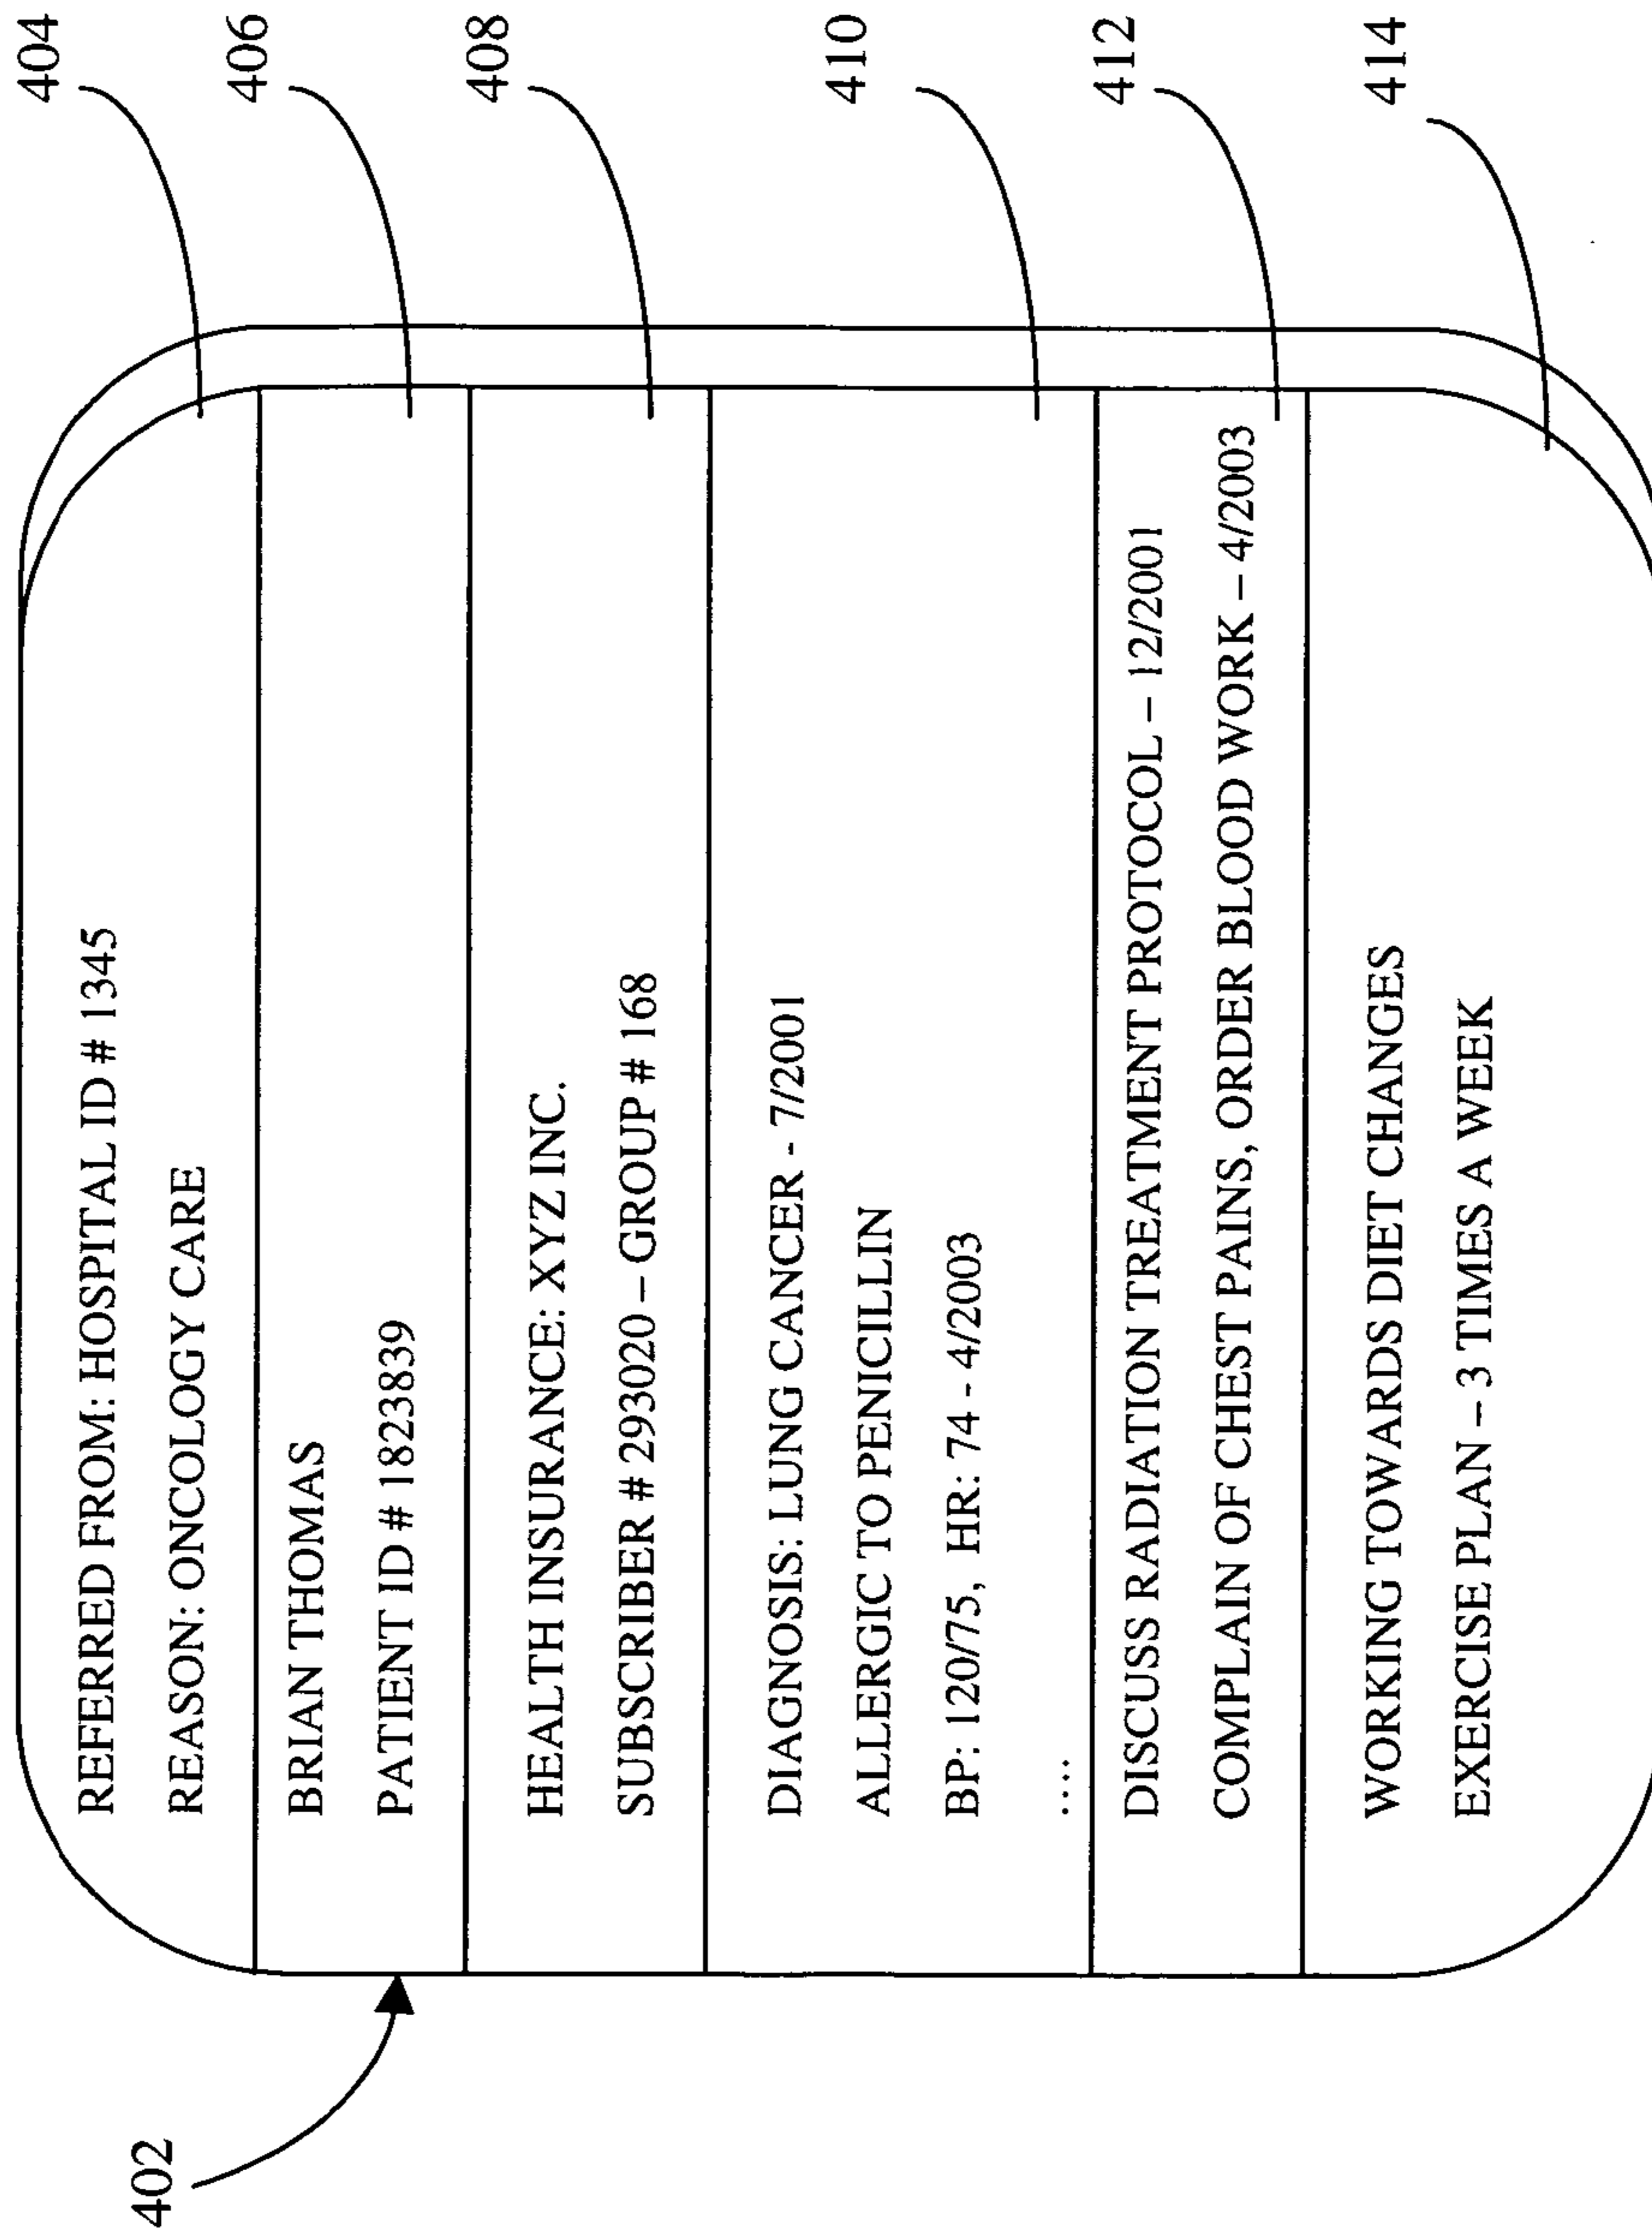 402
REFERRED FROM: HOSPITAL ID # 1345
REASON: ONCOLOGY CARE
404
BRIAN THOMAS
PATIENT ID # 1823839
406
HEALTH INSURANCE: XYZ INC.
SUBSCRIBER # 293020 – GROUP # 168
408
DIAGNOSIS: LUNG CANCER - 7/2001
ALLERGIC TO PENICILLIN
BP: 120/75, HR: 74 - 4/2003
....
410
DISCUSS RADIATION TREATMENT PROTOCOL – 12/2001
COMPLAIN OF CHEST PAINS, ORDER BLOOD WORK – 4/2003
412
WORKING TOWARDS DIET CHANGES
EXERCISE PLAN – 3 TIMES A WEEK
414